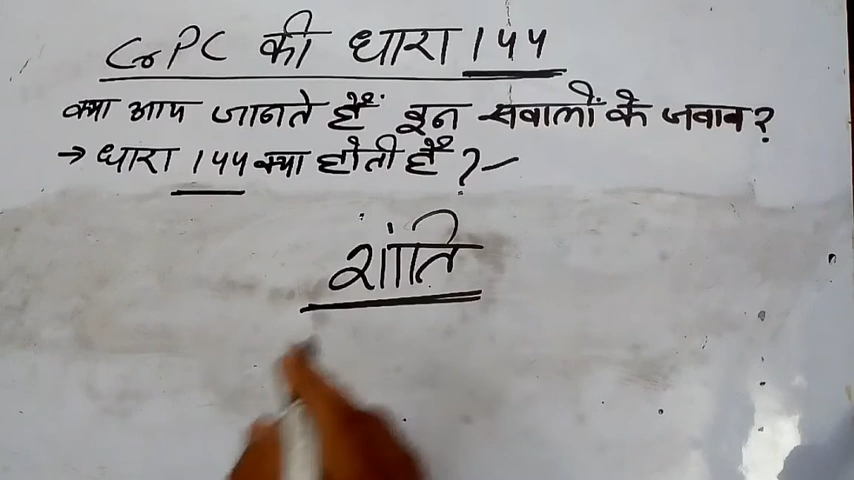 CrPC की धारा 144
क्या आप जानते हैं इन सवालों के जवाब?
→ धारा 144 क्या होती हैं?-
शांति